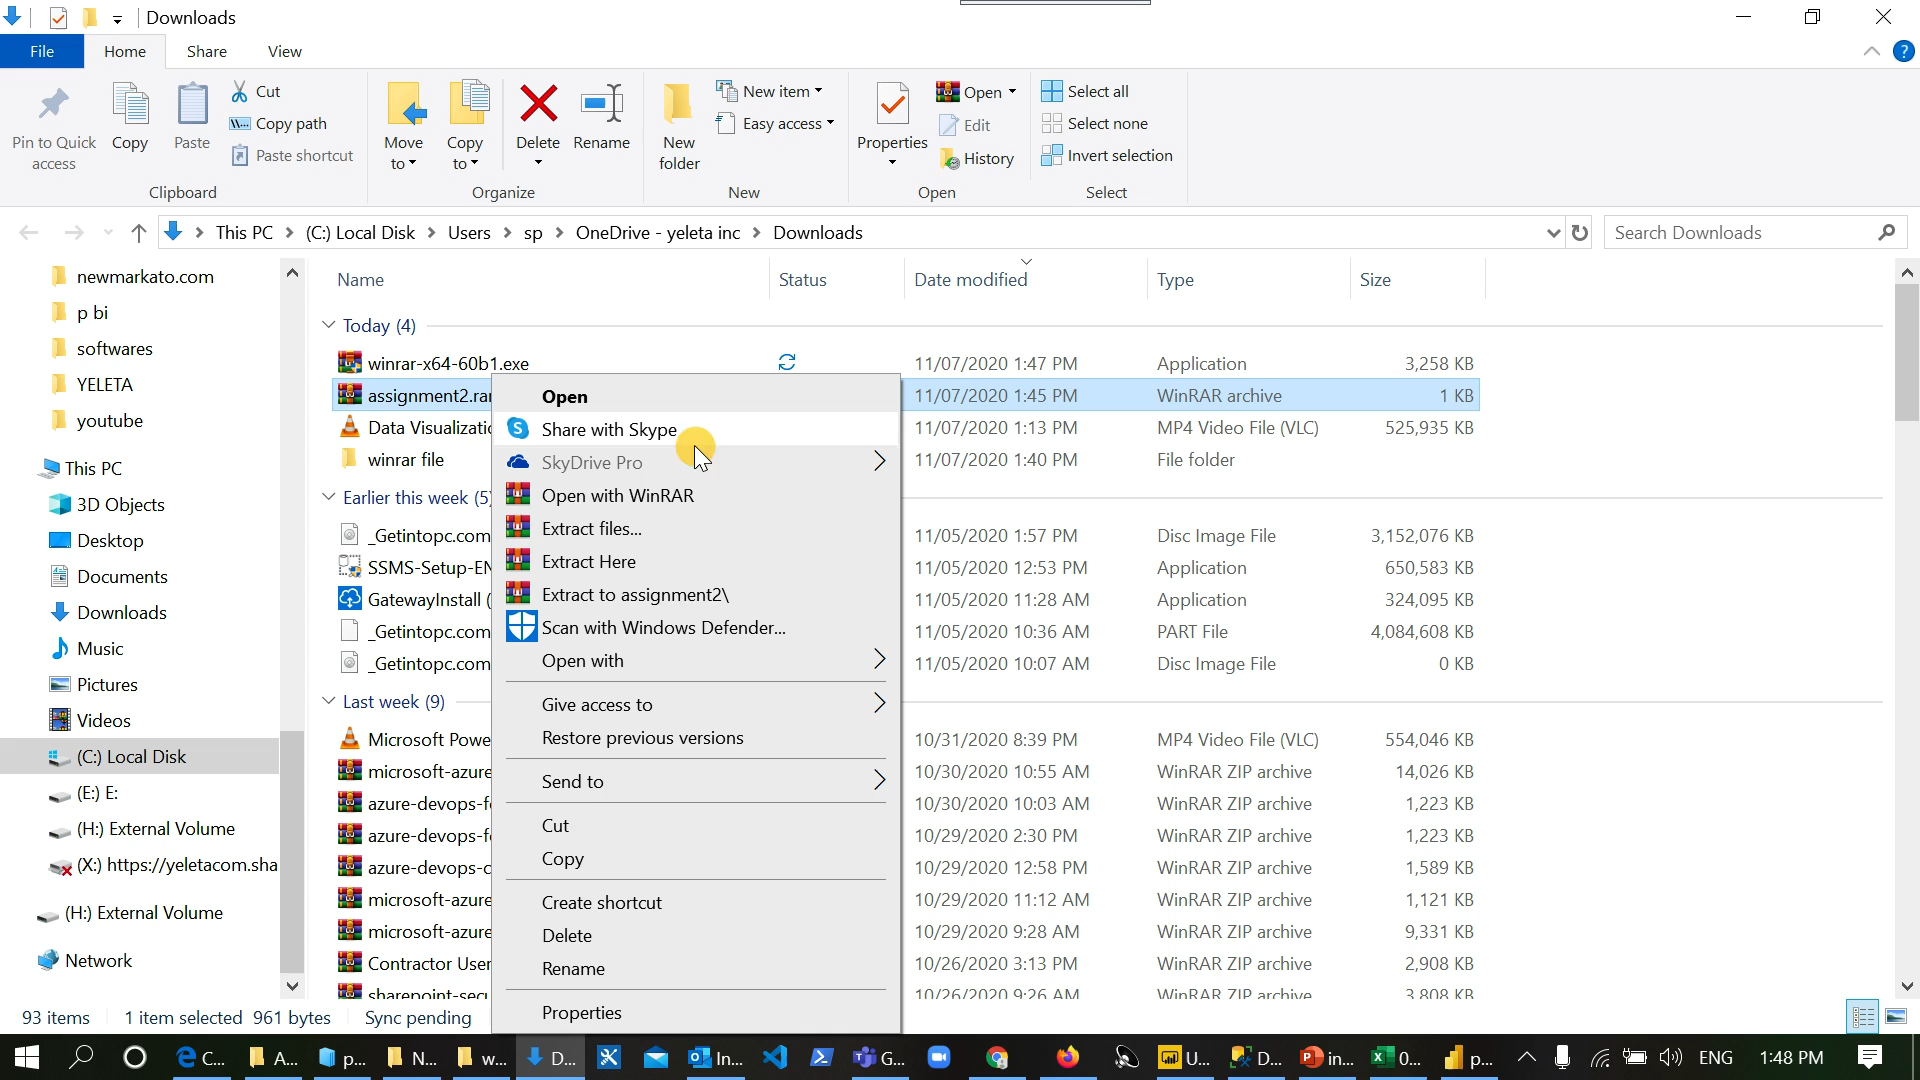 Downloads
File
Home
Share
View
Pin to Quick
access
Copy
Paste
Cut
Copy path
Paste shortcut
Clipboard
Move
to
Copy
to
Delete
Rename
Organize
New
folder
New item
Easy access
New
Properties
Open
Edit
History
Open
Select all
Select none
Invert selection
Select
This PC > (C:) Local Disk > Users > sp > OneDrive - yeleta inc > Downloads
Search Downloads
newmarkato.com
p bi
softwares
YELETA
youtube
This PC
3D Objects
Desktop
Documents
Downloads
Music
Pictures
Videos
(C:) Local Disk
(E:) E:
(H:) External Volume
(X:) https://yeletacom.sha
(H:) External Volume
Network
Name Status Date modified Type Size
Today (4)
winrar-x64-60b1.exe 11/07/2020 1:47 PM Application 3,258 KB
assignment2.rar 11/07/2020 1:45 PM WinRAR archive 1 KB
Data Visualizatic 11/07/2020 1:13 PM MP4 Video File (VLC) 525,935 KB
winrar file 11/07/2020 1:40 PM File folder
Earlier this week (5)
_Getintopc.com 11/05/2020 1:57 PM Disc Image File 3,152,076 KB
SSMS-Setup-EN 11/05/2020 12:53 PM Application 650,583 KB
GatewayInstall ( 11/05/2020 11:28 AM Application 324,095 KB
_Getintopc.com 11/05/2020 10:36 AM PART File 4,084,608 KB
_Getintopc.com 11/05/2020 10:07 AM Disc Image File 0 KB
Last week (9)
Microsoft Powe 10/31/2020 8:39 PM MP4 Video File (VLC) 554,046 KB
microsoft-azure 10/30/2020 10:55 AM WinRAR ZIP archive 14,026 KB
azure-devops-fe 10/30/2020 10:03 AM WinRAR ZIP archive 1,223 KB
azure-devops-fe 10/29/2020 2:30 PM WinRAR ZIP archive 1,223 KB
azure-devops-c 10/29/2020 12:58 PM WinRAR ZIP archive 1,589 KB
microsoft-azure 10/29/2020 11:12 AM WinRAR ZIP archive 1,121 KB
microsoft-azure 10/29/2020 9:28 AM WinRAR ZIP archive 9,331 KB
Contractor User 10/26/2020 3:13 PM WinRAR ZIP archive 2,908 KB
sharepoint-secu 10/26/2020 9:26 AM WinRAR ZIP archive 3,808 KB
Open
Share with Skype
SkyDrive Pro
Open with WinRAR
Extract files...
Extract Here
Extract to assignment2\
Scan with Windows Defender...
Open with
Give access to
Restore previous versions
Send to
Cut
Copy
Create shortcut
Delete
Rename
Properties
93 items 1 item selected 961 bytes Sync pending
C... A... p... N... w... D... In... G... U... D... in... 0... p... ENG 1:48 PM